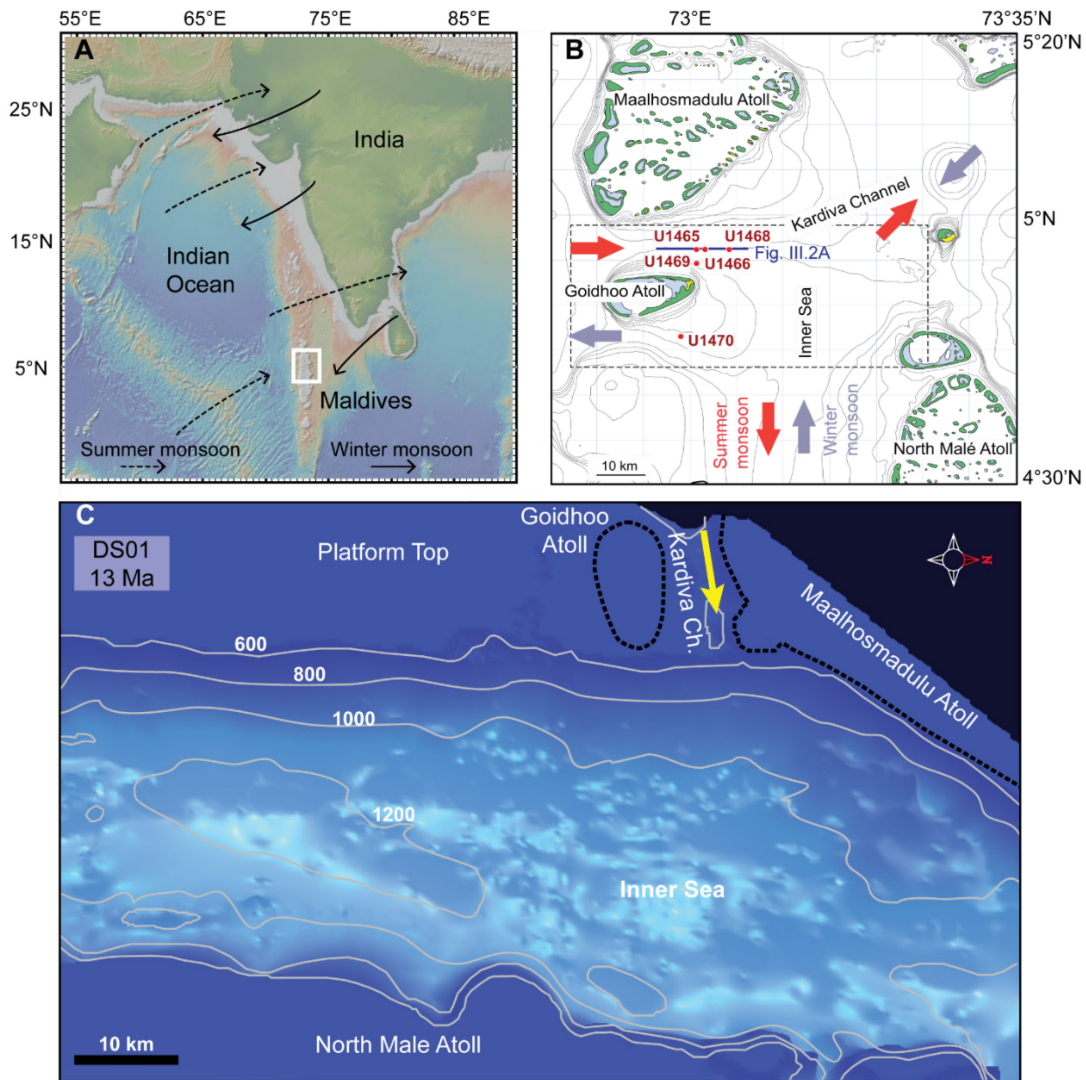 55°E 65°E 75°E 85°E
A
25°N
15°N
5°N
India
Indian
Ocean
Maldives
Summer monsoon
Winter monsoon
73°E 73°35'N
B
5°20'N
5°N
4°30'N
Maalhosmadulu Atoll
Kardiva Channel
U1465 U1468
Fig. III.2A
U1469 U1466
Goidhoo Atoll
U1470
Inner Sea
Summer
monsoon
Winter
monsoon
North Malé Atoll
10 km
C
DS01
13 Ma
Platform Top
Goidhoo
Atoll
Kardiva Ch.
Maalhosmadulu Atoll
N
600
800
1000
1200
Inner Sea
10 km
North Male Atoll